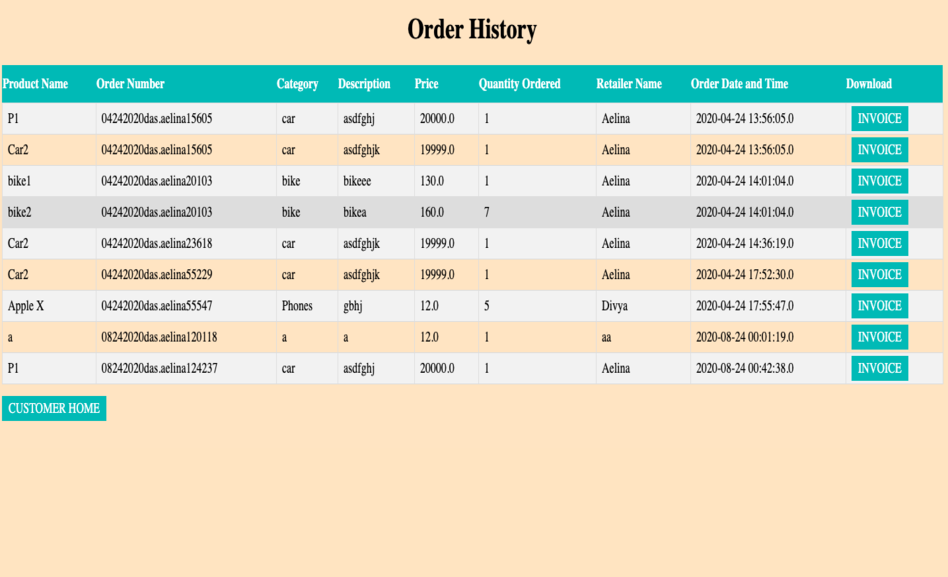 Order History
Product Name Order Number Category Description Price Quantity Ordered Retailer Name Order Date and Time Download
P1 04242020das.aelina15605 car asdfghj 20000.0 1 Aelina 2020-04-24 13:56:05.0 INVOICE
Car2 04242020das.aelina15605 car asdfghjk 19999.0 1 Aelina 2020-04-24 13:56:05.0 INVOICE
bike1 04242020das.aelina20103 bike bikeee 130.0 1 Aelina 2020-04-24 14:01:04.0 INVOICE
bike2 04242020das.aelina20103 bike bikea 160.0 7 Aelina 2020-04-24 14:01:04.0 INVOICE
Car2 04242020das.aelina23618 car asdfghjk 19999.0 1 Aelina 2020-04-24 14:36:19.0 INVOICE
Car2 04242020das.aelina55229 car asdfghjk 19999.0 1 Aelina 2020-04-24 17:52:30.0 INVOICE
Apple X 04242020das.aelina55547 Phones gbhj 12.0 5 Divya 2020-04-24 17:55:47.0 INVOICE
a 08242020das.aelina120118 a a 12.0 1 aa 2020-08-24 00:01:19.0 INVOICE
P1 08242020das.aelina124237 car asdfghj 20000.0 1 Aelina 2020-08-24 00:42:38.0 INVOICE
CUSTOMER HOME